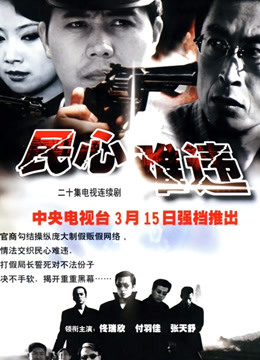 民心难违
二十集电视连续剧
中央电视台3月15日强档推出
官商勾结操纵庞大制假贩假网络．
情法交织民心难违．
打假局长誓死对不法份子
决不手软，揭开重重黑幕……
领衔主演：佟瑞欣 付羽佳 张天舒